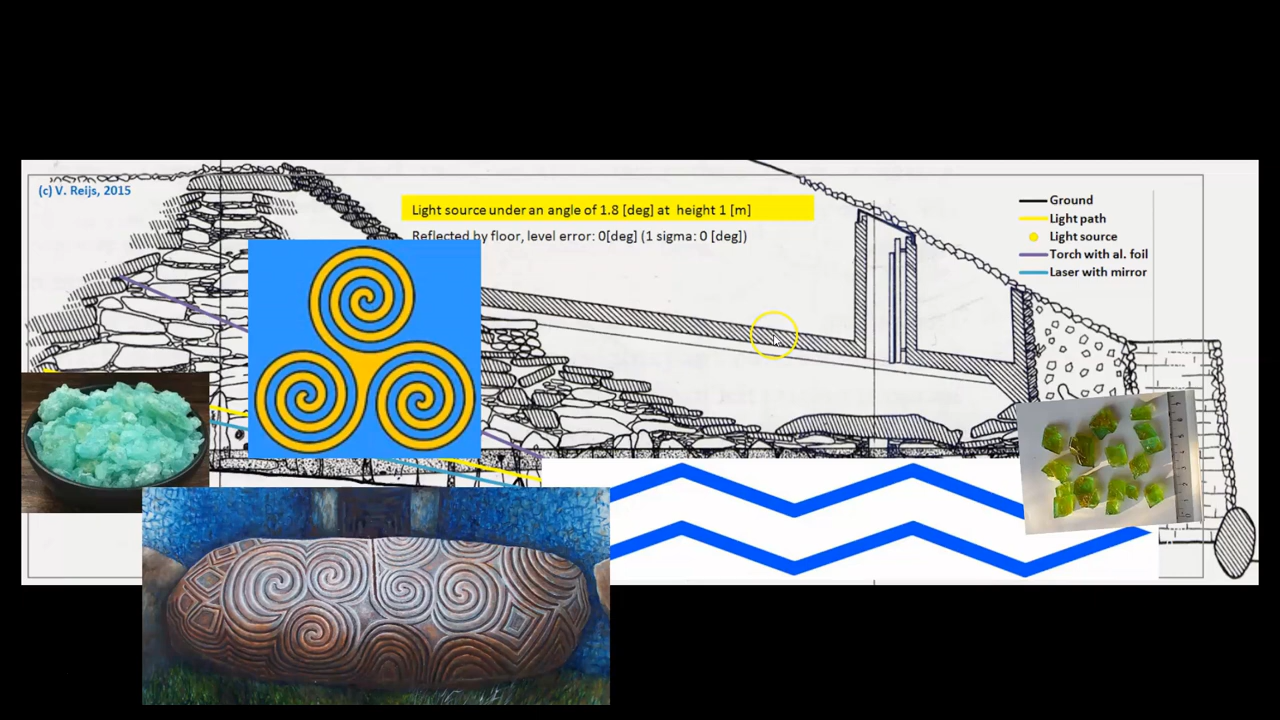 (c) V. Reijs, 2015
Light source under an angle of 1.8 [deg] at height 1 [m]
Reflected by floor, level error: 0[deg] (1 sigma: 0 [deg])
Ground
Light path
Light source
Torch with al. foil
Laser with mirror